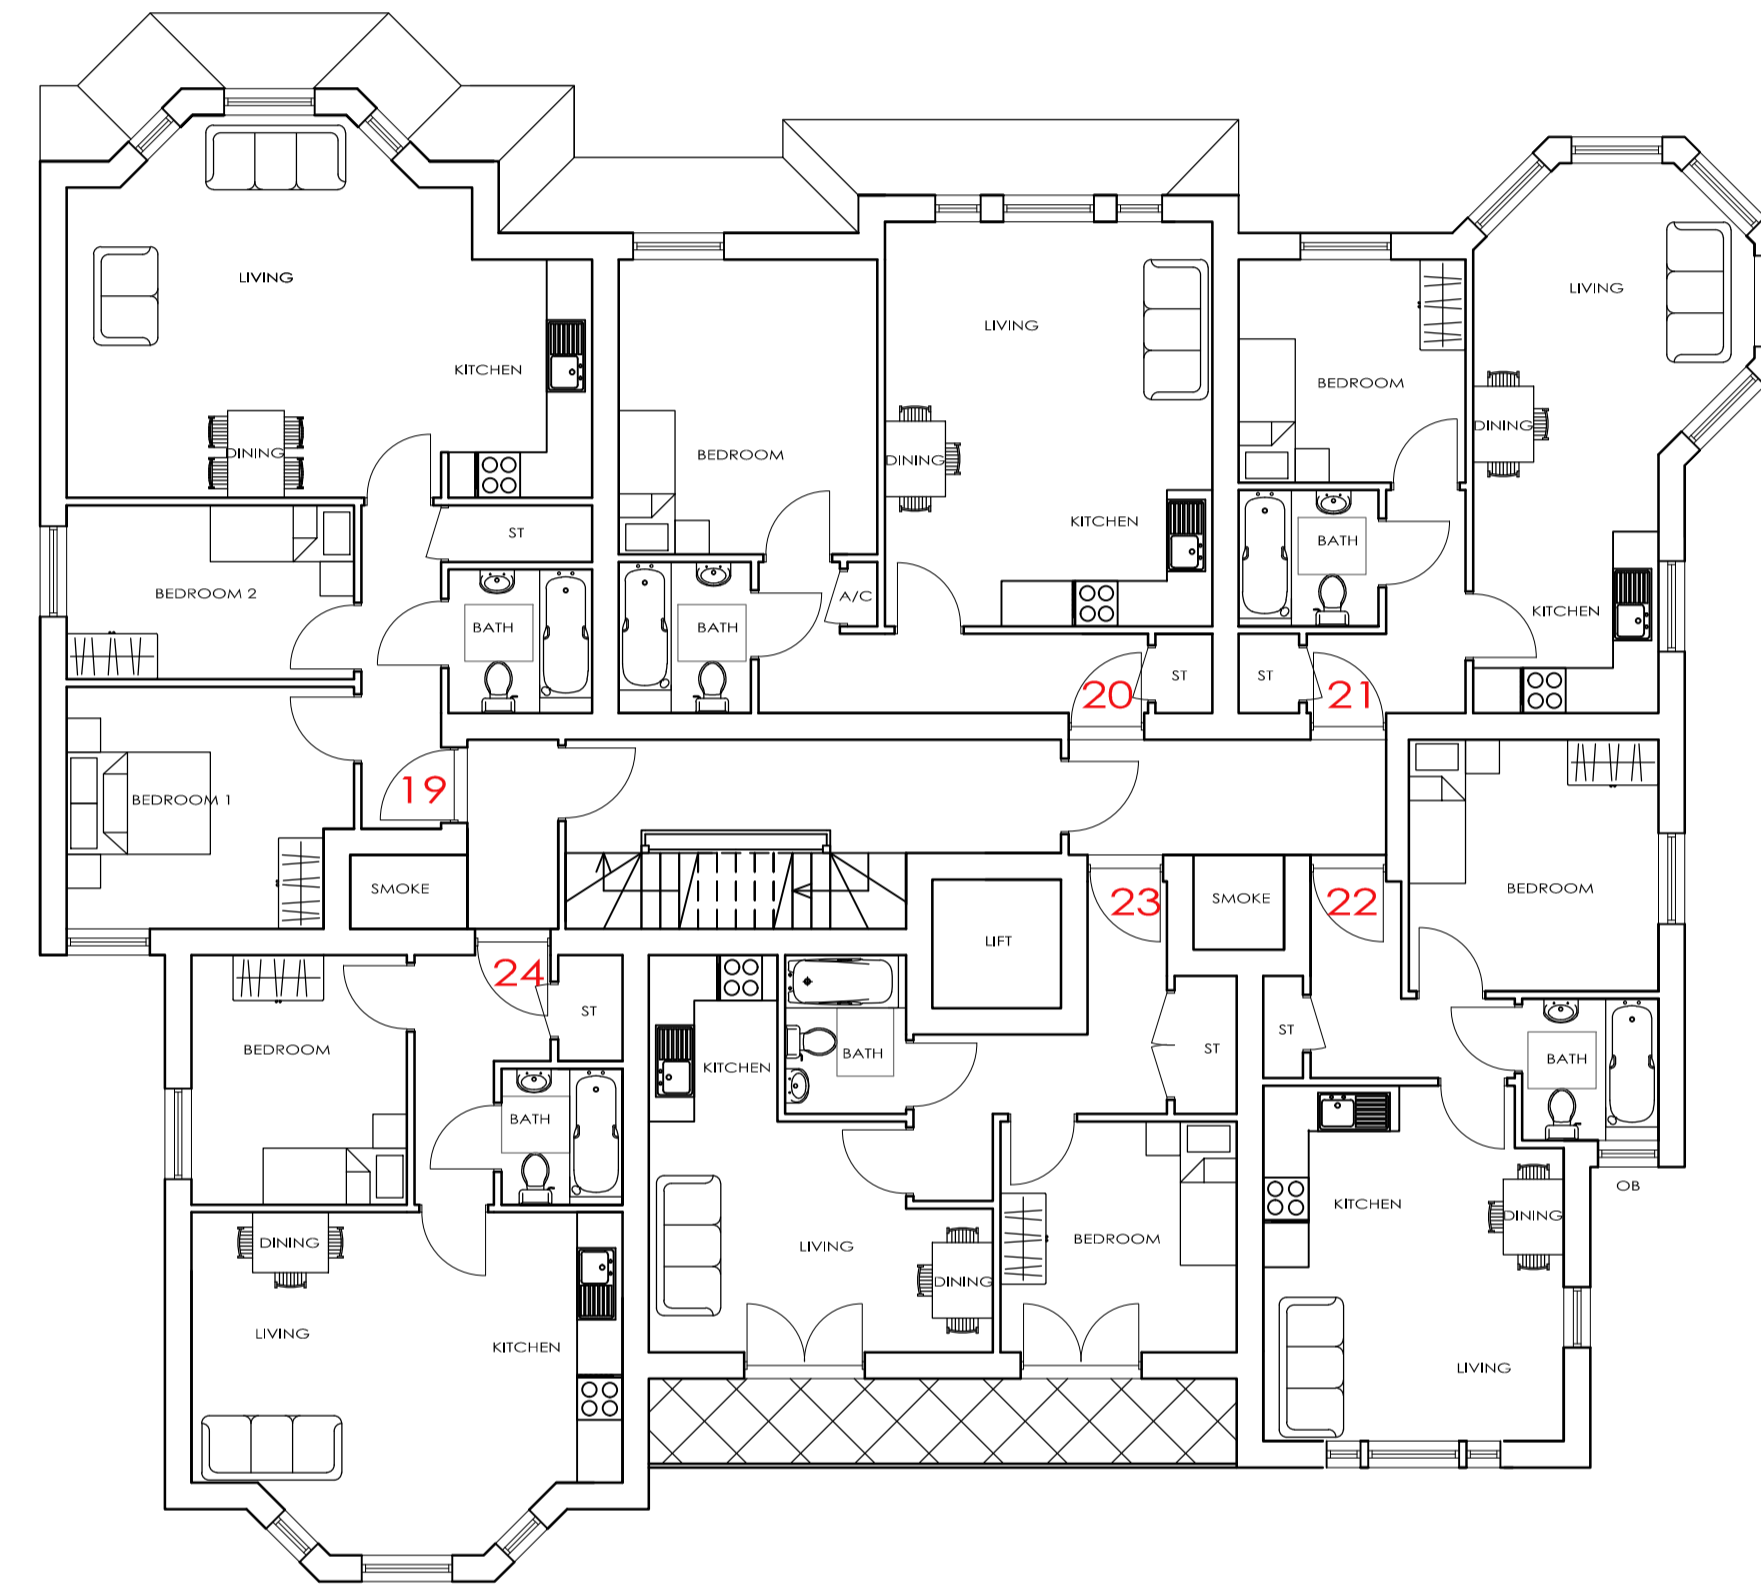 LIVING
KITCHEN
DINING
ST
BEDROOM 2
BATH
BEDROOM 1
19
SMOKE
BEDROOM
BATH
A/C
LIVING
DINING
KITCHEN
20
ST
BEDROOM
BATH
ST
21
LIVING
DINING
KITCHEN
24
ST
BEDROOM
BATH
DINING
LIVING
KITCHEN
LIFT
23
KITCHEN
BATH
ST
LIVING
DINING
BEDROOM
SMOKE
22
BEDROOM
ST
BATH
OB
KITCHEN
DINING
LIVING